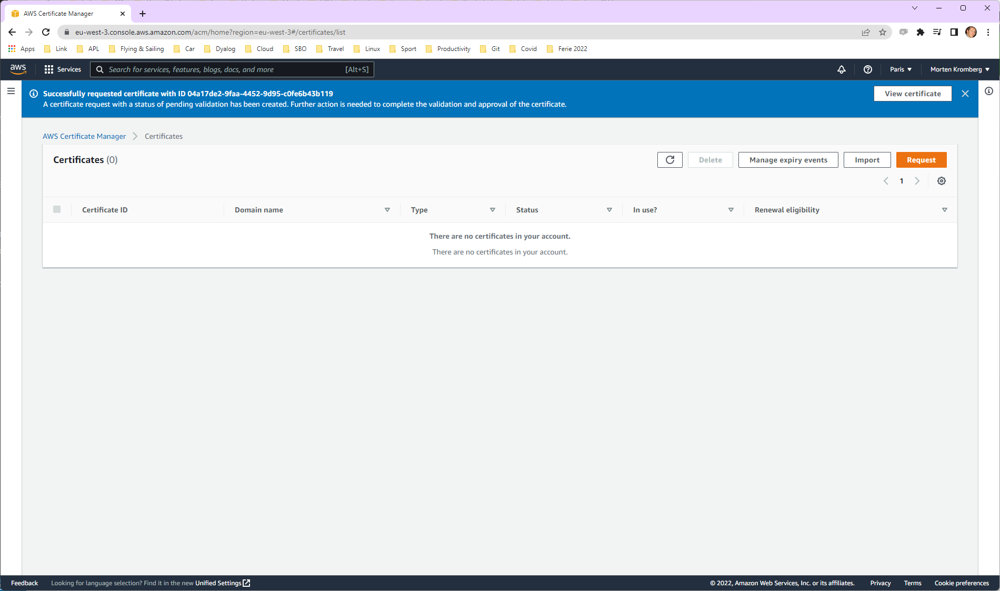 AWS Certificate Manager
eu-west-3.console.aws.amazon.com/acm/home?region=eu-west-3#/certificates/list
Apps Link APL Flying & Sailing Car Dyalog Cloud SBO Travel Linux Sport Productivity Git Covid Ferie 2022
aws Services Search for services, features, blogs, docs, and more [Alt+S] Paris Morten Kromberg
Successfully requested certificate with ID 04a17de2-9faa-4452-9d95-c0fe6b43b119 View certificate
A certificate request with a status of pending validation has been created. Further action is needed to complete the validation and approval of the certificate.
AWS Certificate Manager Certificates
Certificates (0) Delete Manage expiry events Import Request
1
Certificate ID Domain name Type Status In use? Renewal eligibility
There are no certificates in your account.
There are no certificates in your account.
Feedback Looking for language selection? Find it in the new Unified Settings © 2022, Amazon Web Services, Inc. or its affiliates. Privacy Terms Cookie preferences